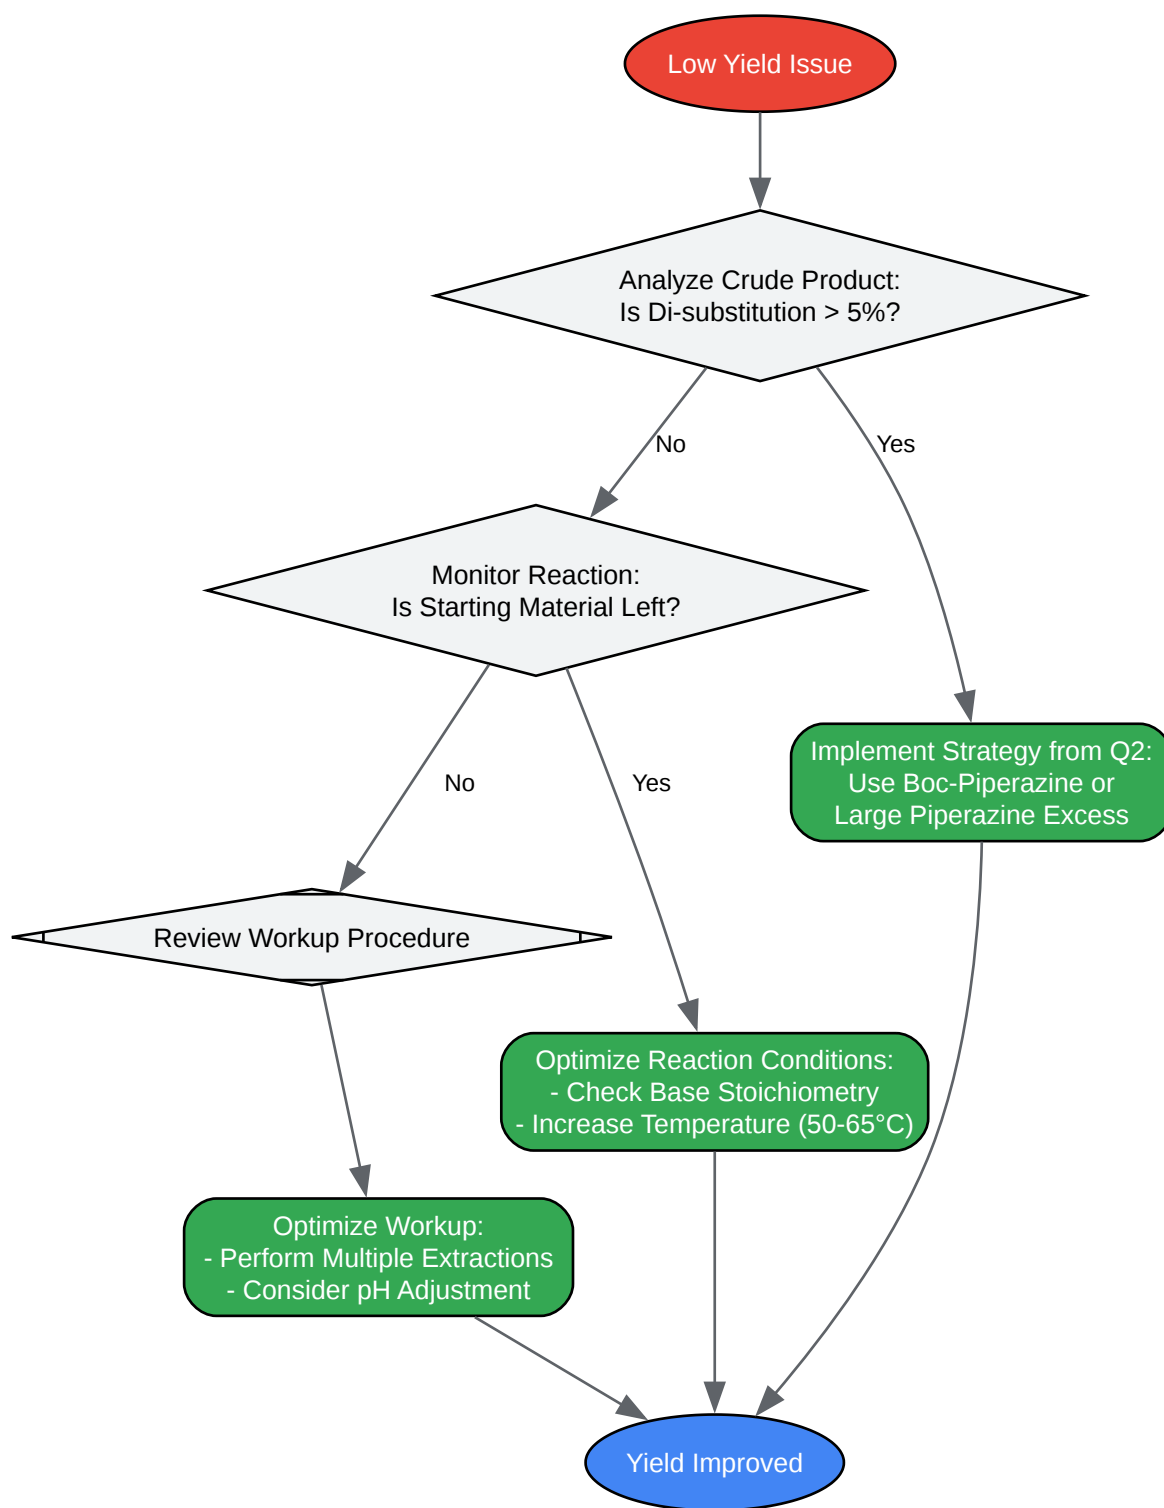 Low Yield Issue
Analyze Crude Product:
Is Di-substitution > 5%?
No
Yes
Monitor Reaction:
Is Starting Material Left?
No
Yes
Implement Strategy from Q2:
Use Boc-Piperazine or
Large Piperazine Excess
Review Workup Procedure
Optimize Reaction Conditions:
- Check Base Stoichiometry
- Increase Temperature (50-65°C)
Optimize Workup:
- Perform Multiple Extractions
- Consider pH Adjustment
Yield Improved